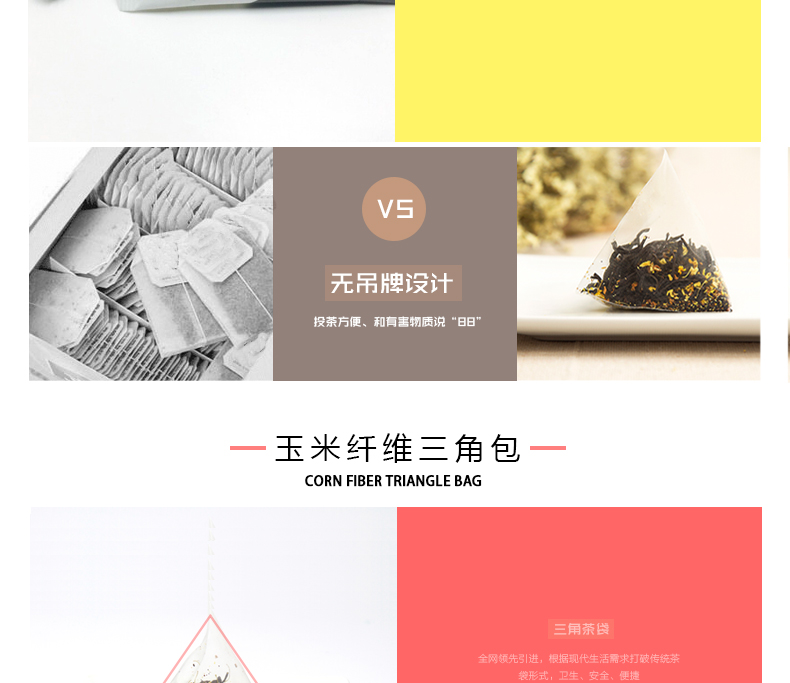 VS
无吊牌设计
投茶方便、和有害物质说“88”
玉米纤维三角包
CORN FIBER TRIANGLE BAG
三角茶袋
全网领先引进，根据现代生活需求打破传统茶
袋形式，卫生、安全、便捷